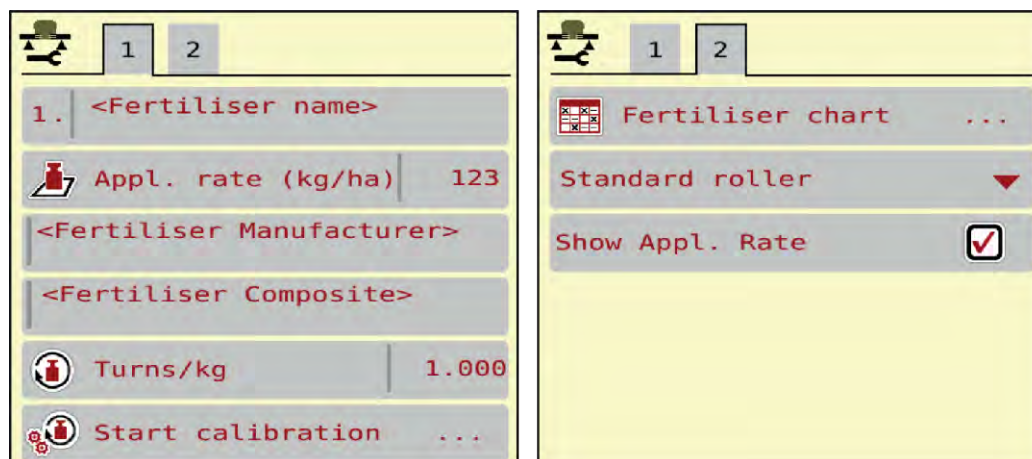 1 2
1. <Fertiliser name>
Appl. rate (kg/ha) 123
<Fertiliser Manufacturer>
<Fertiliser Composite>
Turns/kg 1.000
Start calibration ...
1 2
Fertiliser chart ...
Standard roller
Show Appl. Rate